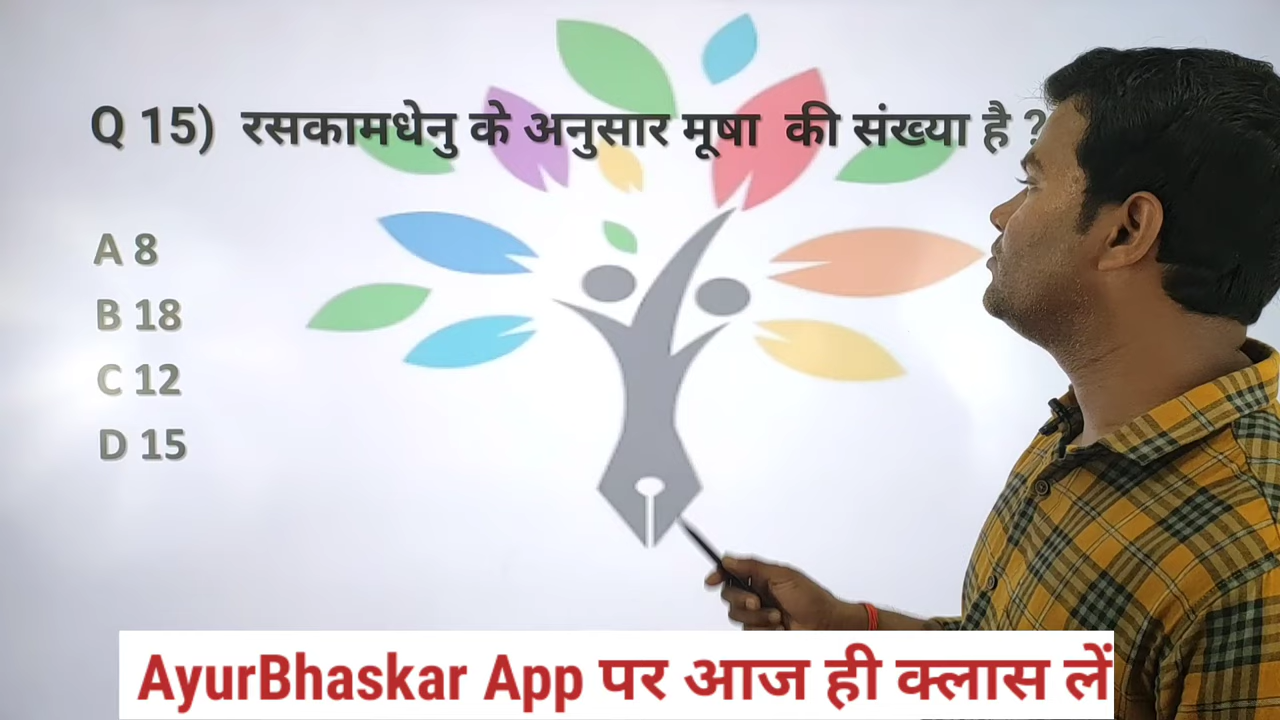 Q 15) रसकामधेनु के अनुसार मूषा की संख्या है ?
A 8
B 18
C 12
D 15
AyurBhaskar App पर आज ही क्लास लें